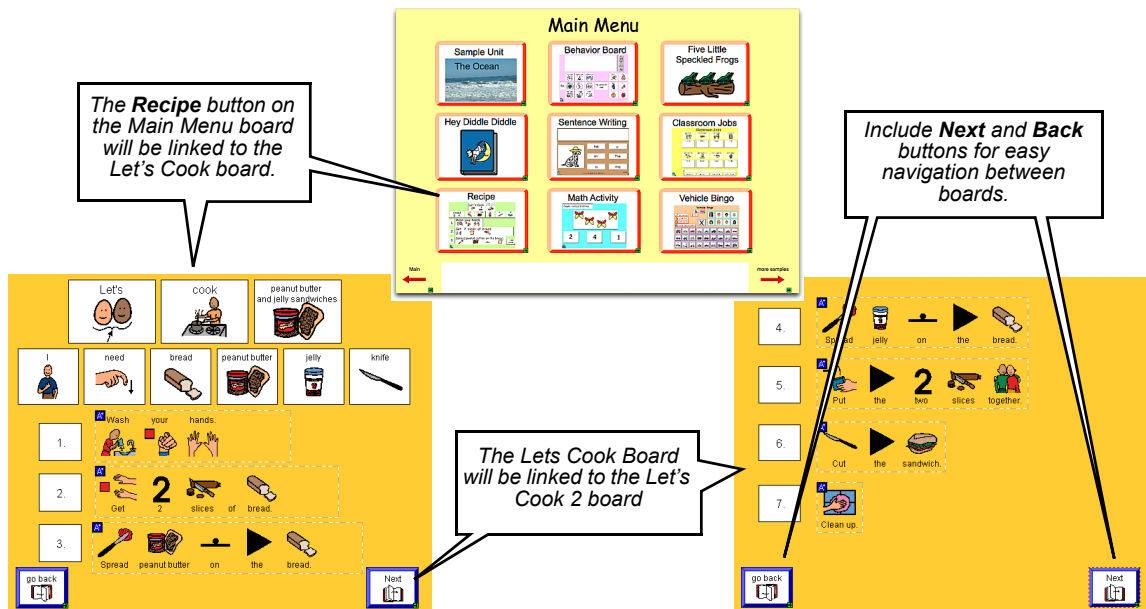 Main Menu
Sample Unit
The Ocean
Behavior Board
Five Little
Speckled Frogs
Hey Diddle Diddle
Sentence Writing
Classroom Jobs
Recipe
Math Activity
2 4 1
Vehicle Bingo
Main
more samples
The Recipe button on
the Main Menu board
will be linked to the
Let's Cook board.
Include Next and Back
buttons for easy
navigation between
boards.
Let's
cook
peanut butter
and jelly sandwiches
I
need
bread
peanut butter
jelly
knife
1.
Wash your hands.
2.
2
Get 2 slices of bread.
3.
Spread peanut butter on the bread.
go back
Next
The Lets Cook Board
will be linked to the Let's
Cook 2 board
4.
Spread jelly on the bread.
5.
2
Put the two slices together.
6.
Cut the sandwich.
7.
Clean up.
go back
Next